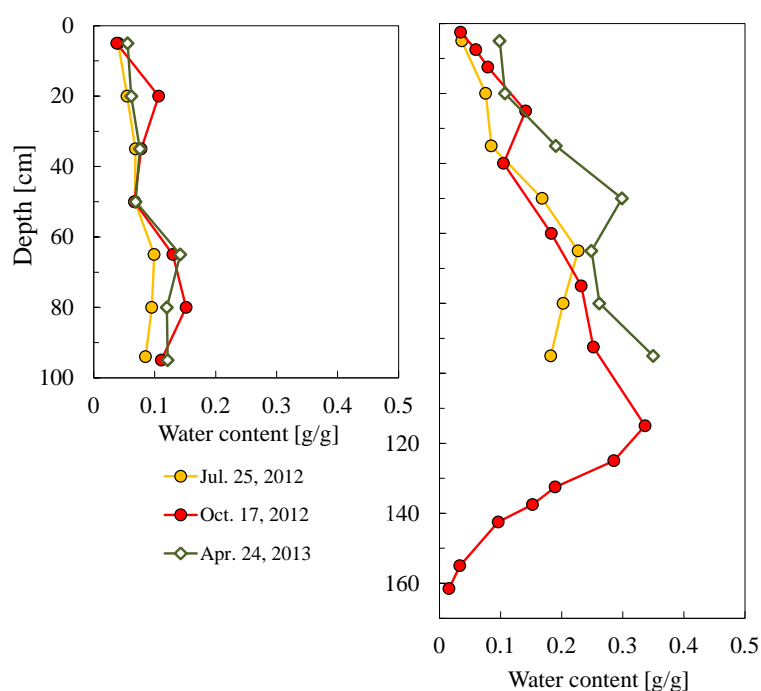 0
20
40
60
80
100
Depth [cm]
0 0.1 0.2 0.3 0.4 0.5
Water content [g/g]
Jul. 25, 2012
Oct. 17, 2012
Apr. 24, 2013
120
140
160
0 0.1 0.2 0.3 0.4 0.5
Water content [g/g]